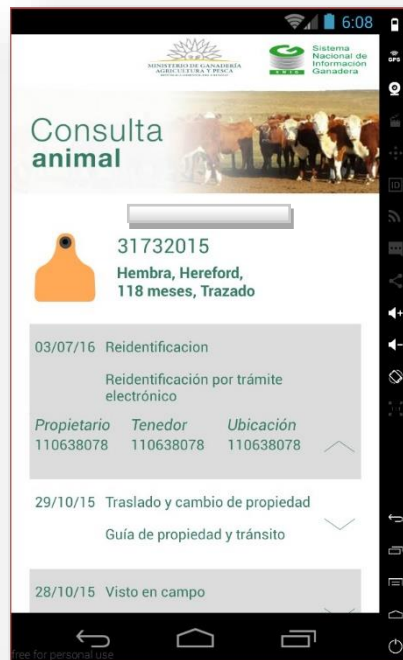 6:08
MINISTERIO DE GANADERÍA
AGRICULTURA Y PESCA
SNIG
Sistema
Nacional de
Información
Ganadera
GPS
Consulta
animal
31732015
Hembra, Hereford,
118 meses, Trazado
03/07/16 Reidentificacion
Reidentificación por trámite
electrónico
Propietario Tenedor Ubicación
110638078 110638078 110638078
29/10/15 Traslado y cambio de propiedad
Guía de propiedad y tránsito
28/10/15 Visto en campo
free for personal use